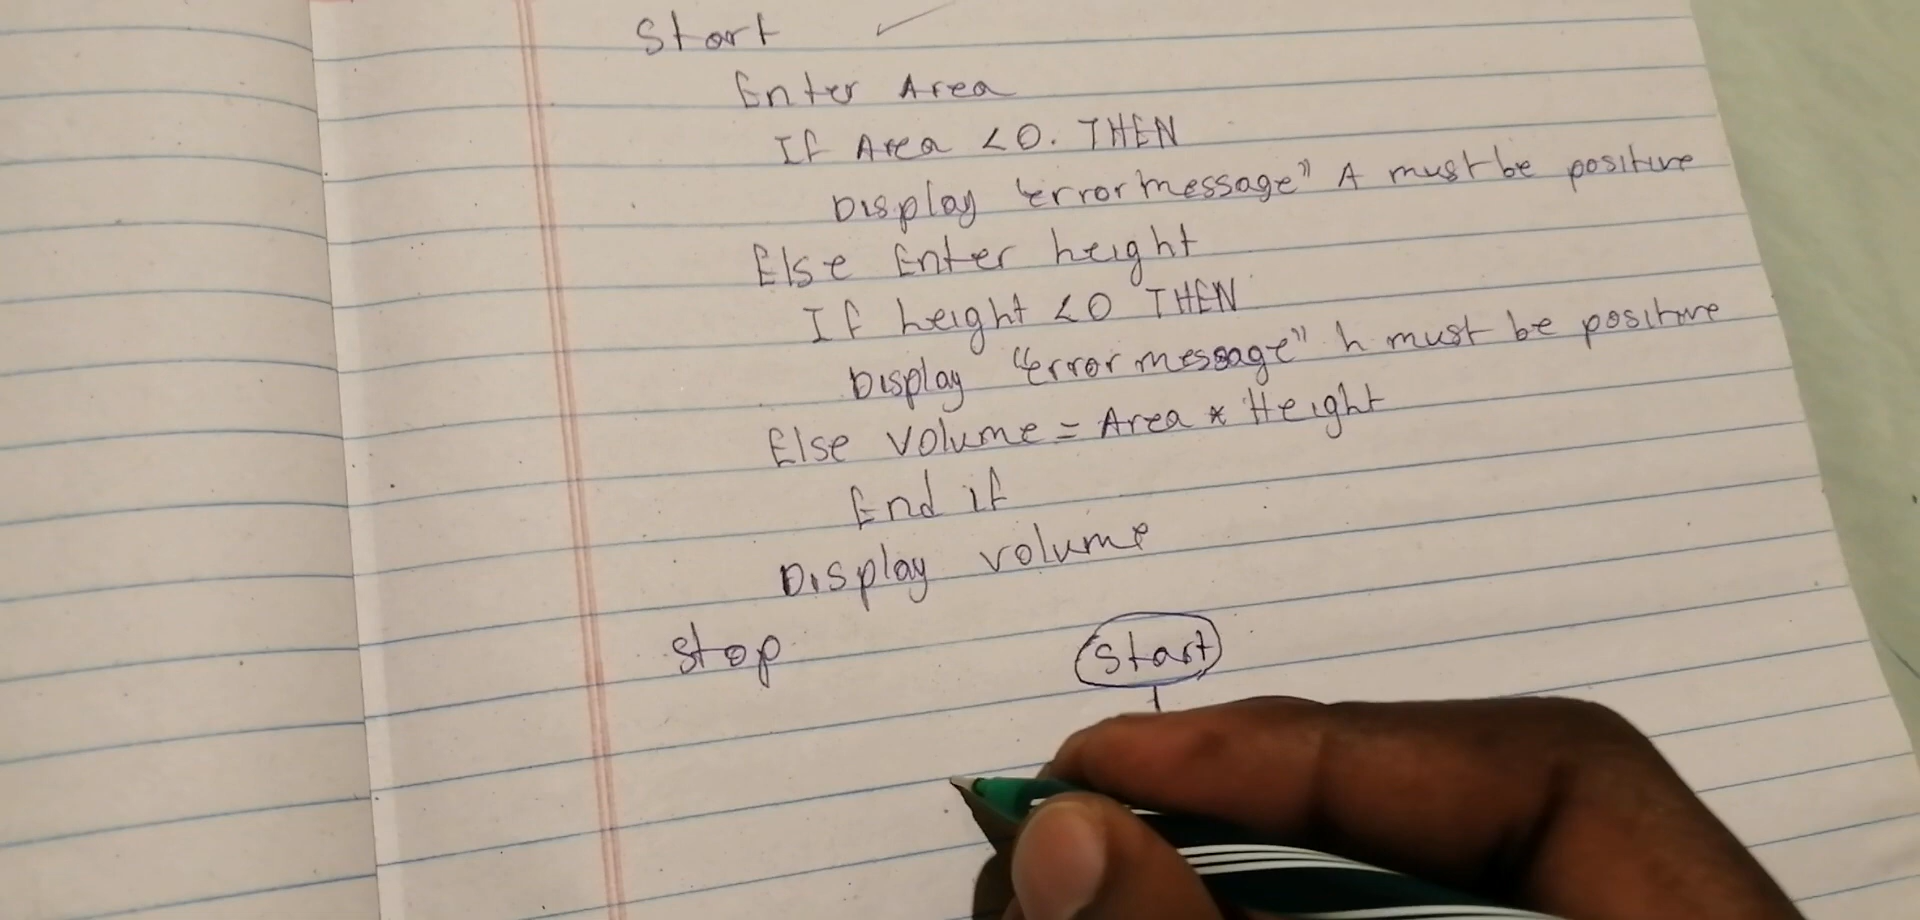 Start
Enter Area
If Area <0. THEN
Display "error message" A must be positive
Else Enter height
If height <0 THEN
Display "error message" h must be positive
Else Volume = Area * Height
End if
Display volume
Stop
Start